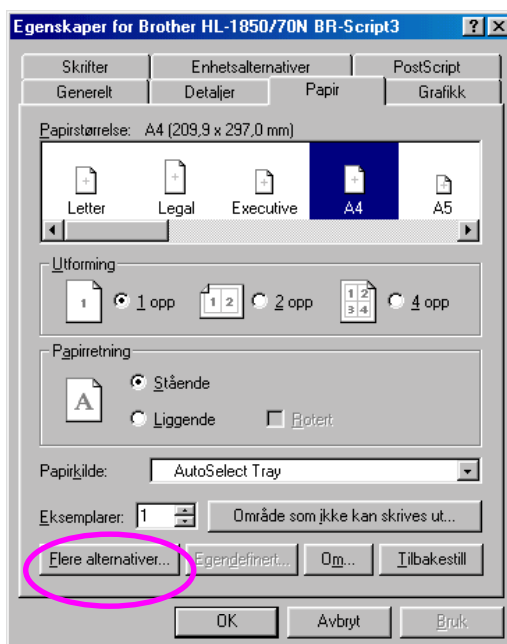 Egenskaper for Brother HL-1850/70N BR-Script3
Skrifter Enhetsalternativer PostScript
Generelt Detaljer Papir Grafikk
Papirstørrelse: A4 (209,9 x 297,0 mm)
Letter Legal Executive A4 A5
Utforming
1 1 opp 1 2 2 opp 1 2 3 4 4 opp
Papirretning
A
Stående
Liggende Rotert
Papirkilde: AutoSelect Tray
Eksemplarer: 1 Område som ikke kan skrives ut...
Flere alternativer... Egendefinert... Om... Tilbakestill
OK Avbryt Bruk